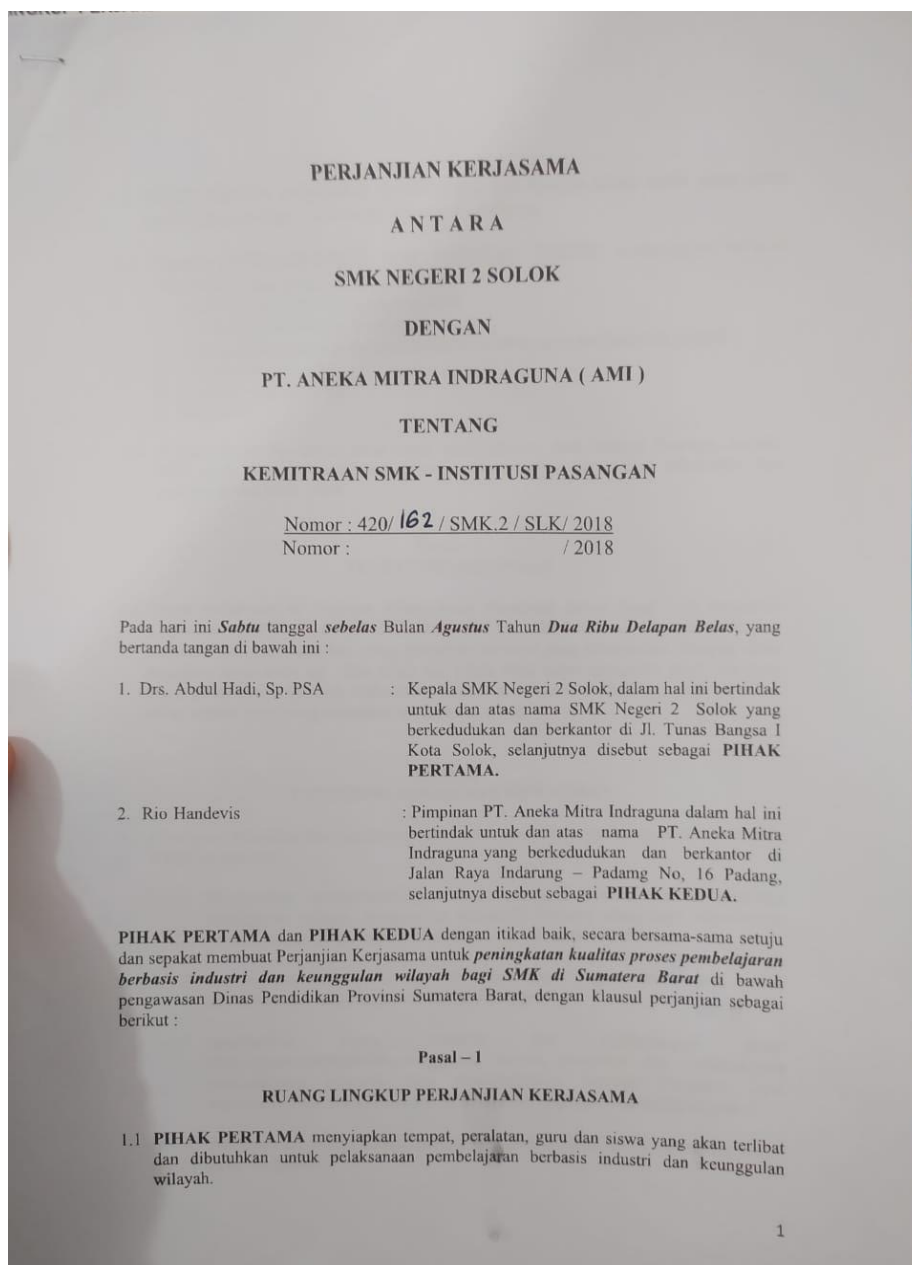 PERJANJIAN KERJASAMA
A N T A R A
SMK NEGERI 2 SOLOK
DENGAN
PT. ANEKA MITRA INDRAGUNA ( AMI )
TENTANG
KEMITRAAN SMK - INSTITUSI PASANGAN
Nomor : 420/ 162 / SMK.2 / SLK/ 2018
Nomor : / 2018
Pada hari ini Sabtu tanggal sebelas Bulan Agustus Tahun Dua Ribu Delapan Belas, yang
bertanda tangan di bawah ini :
1. Drs. Abdul Hadi, Sp. PSA : Kepala SMK Negeri 2 Solok, dalam hal ini bertindak
untuk dan atas nama SMK Negeri 2 Solok yang
berkedudukan dan berkantor di Jl. Tunas Bangsa I
Kota Solok, selanjutnya disebut sebagai PIHAK
PERTAMA.
2. Rio Handevis : Pimpinan PT. Aneka Mitra Indraguna dalam hal ini
bertindak untuk dan atas nama PT. Aneka Mitra
Indraguna yang berkedudukan dan berkantor di
Jalan Raya Indarung – Padamg No, 16 Padang,
selanjutnya disebut sebagai PIHAK KEDUA.
PIHAK PERTAMA dan PIHAK KEDUA dengan itikad baik, secara bersama-sama setuju
dan sepakat membuat Perjanjian Kerjasama untuk peningkatan kualitas proses pembelajaran
berbasis industri dan keunggulan wilayah bagi SMK di Sumatera Barat di bawah
pengawasan Dinas Pendidikan Provinsi Sumatera Barat, dengan klausul perjanjian sebagai
berikut :
Pasal – 1
RUANG LINGKUP PERJANJIAN KERJASAMA
1.1 PIHAK PERTAMA menyiapkan tempat, peralatan, guru dan siswa yang akan terlibat
dan dibutuhkan untuk pelaksanaan pembelajaran berbasis industri dan keunggulan
wilayah.
1